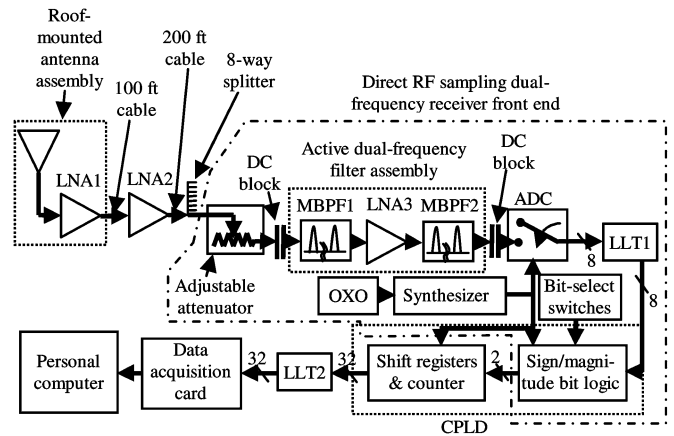 Roof-
mounted
antenna
assembly
100 ft
cable
200 ft
cable
8-way
splitter
Direct RF sampling dual-
frequency receiver front end
LNA1
LNA2
DC
block
Active dual-frequency
filter assembly
DC
block
MBPF1
LNA3
MBPF2
ADC
8
LLT1
Adjustable
attenuator
OXO
Synthesizer
Bit-select
switches
8
Personal
computer
Data
acquisition
card
32
LLT2
32
Shift registers
& counter
2
Sign/magni-
tude bit logic
CPLD